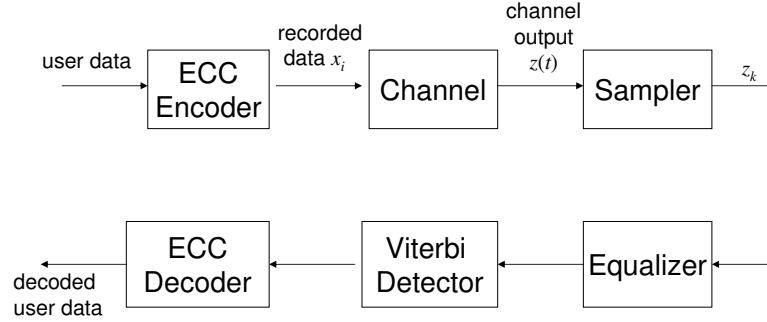 user data
ECC
Encoder
recorded
data x_i
Channel
channel
output
z(t)
Sampler
z_k
ECC
Decoder
Viterbi
Detector
Equalizer
decoded
user data